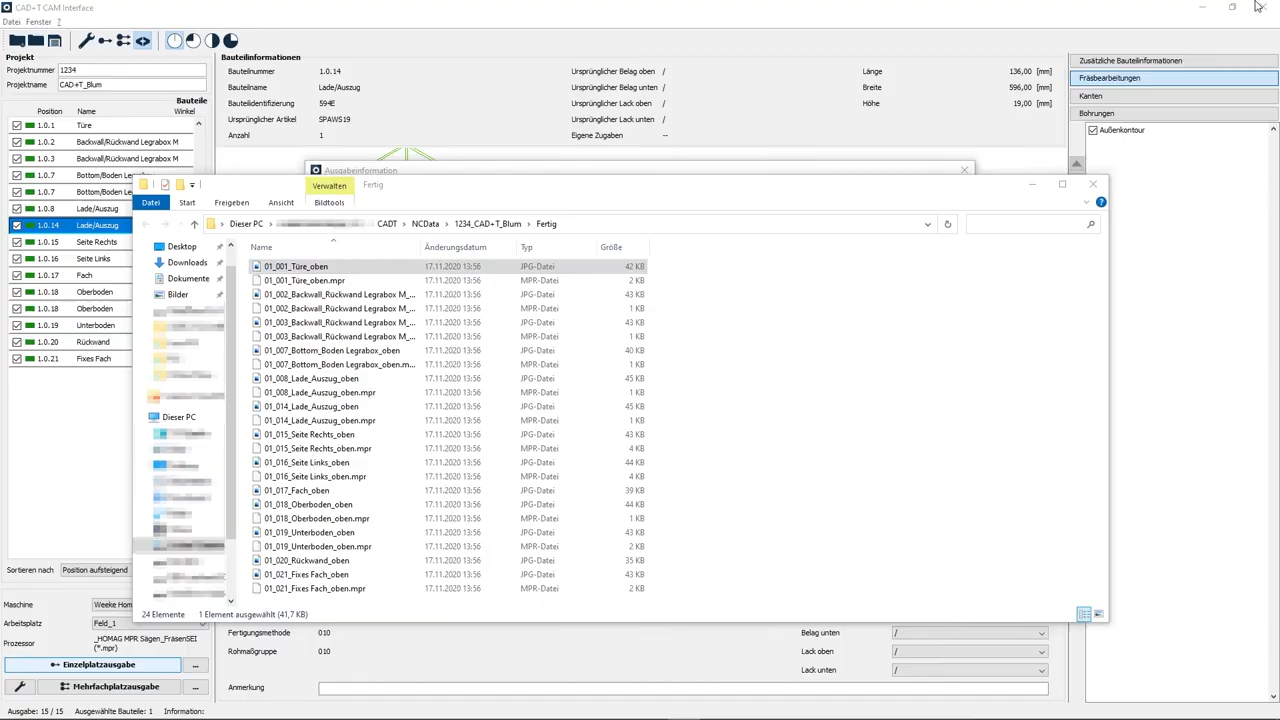 CAD+T CAM Interface
Datei Fenster ?
Projekt
Projektnummer 1234
Projektname CAD+T_Blum
Bauteile
Position Name Winkel
1.0.1 Türe
1.0.2 Backwall/Rückwand Legrabox M
1.0.3 Backwall/Rückwand Legrabox M
1.0.7 Bottom/Boden Le
1.0.7 Bottom/Boden Le
1.0.8 Lade/Auszug
1.0.14 Lade/Auszug
1.0.15 Seite Rechts
1.0.16 Seite Links
1.0.17 Fach
1.0.18 Oberboden
1.0.18 Oberboden
1.0.19 Unterboden
1.0.20 Rückwand
1.0.21 Fixes Fach
Sortieren nach Position aufsteigend
Maschine Weeke Hom
Arbeitsplatz Feld_1
Prozessor _HOMAG MPR Sägen_FräsenSEI
(*.mpr)
Einzelplatzausgabe ...
Mehrfachplatzausgabe ...
Ausgabe: 15 / 15 Ausgewählte Bauteile: 1 Information:
Bauteilinformationen
Bauteilnummer 1.0.14 Ursprünglicher Belag oben / Länge 136,00 [mm]
Bauteilname Lade/Auszug Ursprünglicher Belag unten / Breite 596,00 [mm]
Bauteilidentifizierung 594E Ursprünglicher Lack oben / Höhe 19,00 [mm]
Ursprünglicher Artikel SPAWS19 Ursprünglicher Lack unten /
Anzahl 1 Eigene Zugaben --
Ausgabeinformation
Verwalten Fertig
Datei Start Freigeben Ansicht Bildtools
Dieser PC CADT NCData 1234_CAD+T_Blum Fertig
Desktop
Downloads
Dokumente
Bilder
Dieser PC
Name Änderungsdatum Typ Größe
01_001_Türe_oben 17.11.2020 13:56 JPG-Datei 42 KB
01_001_Türe_oben.mpr 17.11.2020 13:56 MPR-Datei 2 KB
01_002_Backwall_Rückwand Legrabox M_... 17.11.2020 13:56 JPG-Datei 43 KB
01_002_Backwall_Rückwand Legrabox M_... 17.11.2020 13:56 MPR-Datei 1 KB
01_003_Backwall_Rückwand Legrabox M_... 17.11.2020 13:56 JPG-Datei 43 KB
01_003_Backwall_Rückwand Legrabox M_... 17.11.2020 13:56 MPR-Datei 1 KB
01_007_Bottom_Boden Legrabox_oben 17.11.2020 13:56 JPG-Datei 40 KB
01_007_Bottom_Boden Legrabox_oben.m... 17.11.2020 13:56 MPR-Datei 1 KB
01_008_Lade_Auszug_oben 17.11.2020 13:56 JPG-Datei 45 KB
01_008_Lade_Auszug_oben.mpr 17.11.2020 13:56 MPR-Datei 1 KB
01_014_Lade_Auszug_oben 17.11.2020 13:56 JPG-Datei 45 KB
01_014_Lade_Auszug_oben.mpr 17.11.2020 13:56 MPR-Datei 1 KB
01_015_Seite Rechts_oben 17.11.2020 13:56 JPG-Datei 43 KB
01_015_Seite Rechts_oben.mpr 17.11.2020 13:56 MPR-Datei 4 KB
01_016_Seite Links_oben 17.11.2020 13:56 JPG-Datei 44 KB
01_016_Seite Links_oben.mpr 17.11.2020 13:56 MPR-Datei 4 KB
01_017_Fach_oben 17.11.2020 13:56 JPG-Datei 39 KB
01_018_Oberboden_oben 17.11.2020 13:56 JPG-Datei 44 KB
01_018_Oberboden_oben.mpr 17.11.2020 13:56 MPR-Datei 1 KB
01_019_Unterboden_oben 17.11.2020 13:56 JPG-Datei 43 KB
01_019_Unterboden_oben.mpr 17.11.2020 13:56 MPR-Datei 2 KB
01_020_Rückwand_oben 17.11.2020 13:56 JPG-Datei 35 KB
01_021_Fixes Fach_oben 17.11.2020 13:56 JPG-Datei 43 KB
01_021_Fixes Fach_oben.mpr 17.11.2020 13:56 MPR-Datei 2 KB
24 Elemente 1 Element ausgewählt (41,7 KB)
Fertigungsmethode 010 Belag unten /
Rohmaßgruppe 010 Lack oben /
Lack unten /
Anmerkung
Zusätzliche Bauteilinformationen
Fräsbearbeitungen
Kanten
Bohrungen
Außenkontour